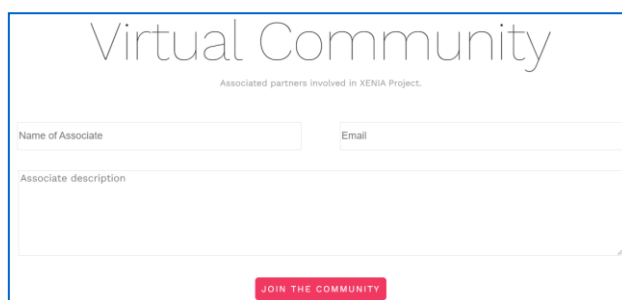 Virtual Community
Associated partners involved in XENIA Project.
Name of Associate
Email
Associate description
JOIN THE COMMUNITY